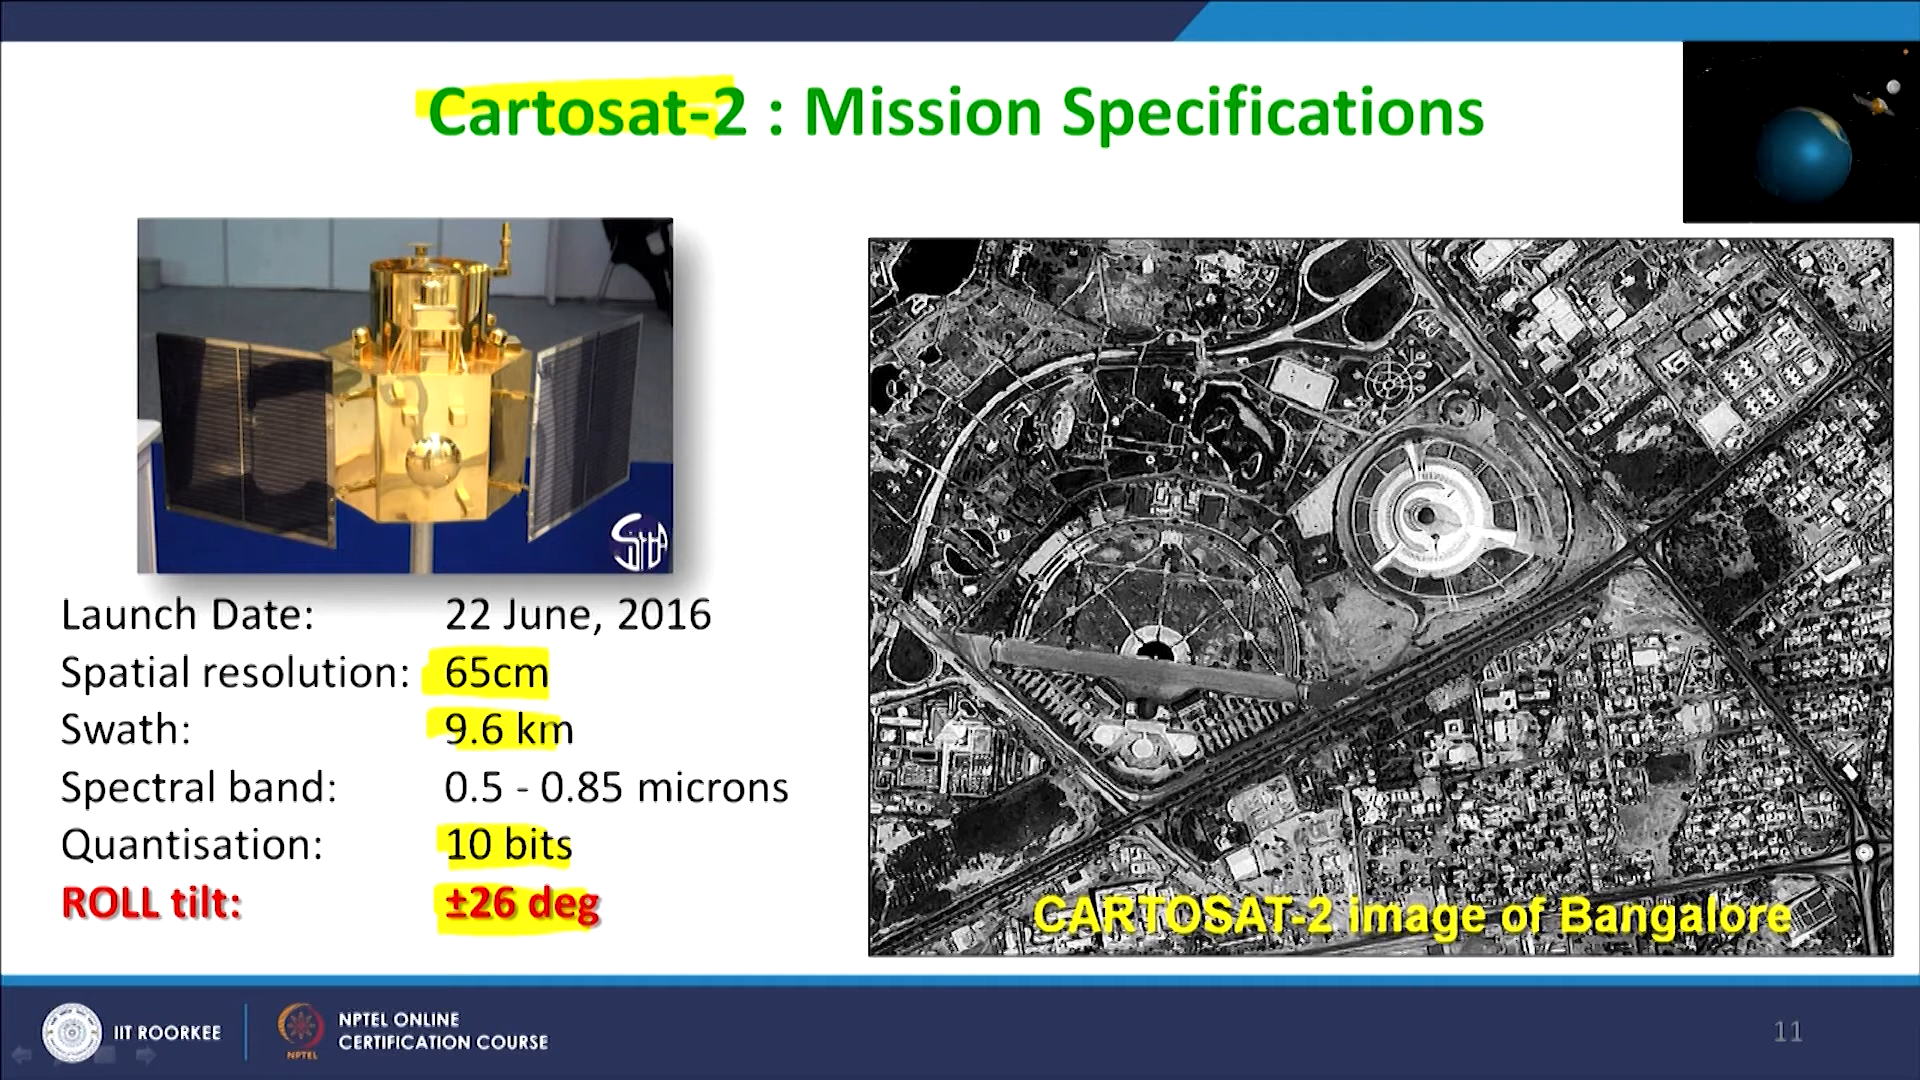 Cartosat-2 : Mission Specifications
Launch Date: 22 June, 2016
Spatial resolution: 65cm
Swath: 9.6 km
Spectral band: 0.5 - 0.85 microns
Quantisation: 10 bits
ROLL tilt: ±26 deg
CARTOSAT-2 image of Bangalore
IIT ROORKEE
NPTEL
NPTEL ONLINE
CERTIFICATION COURSE
11